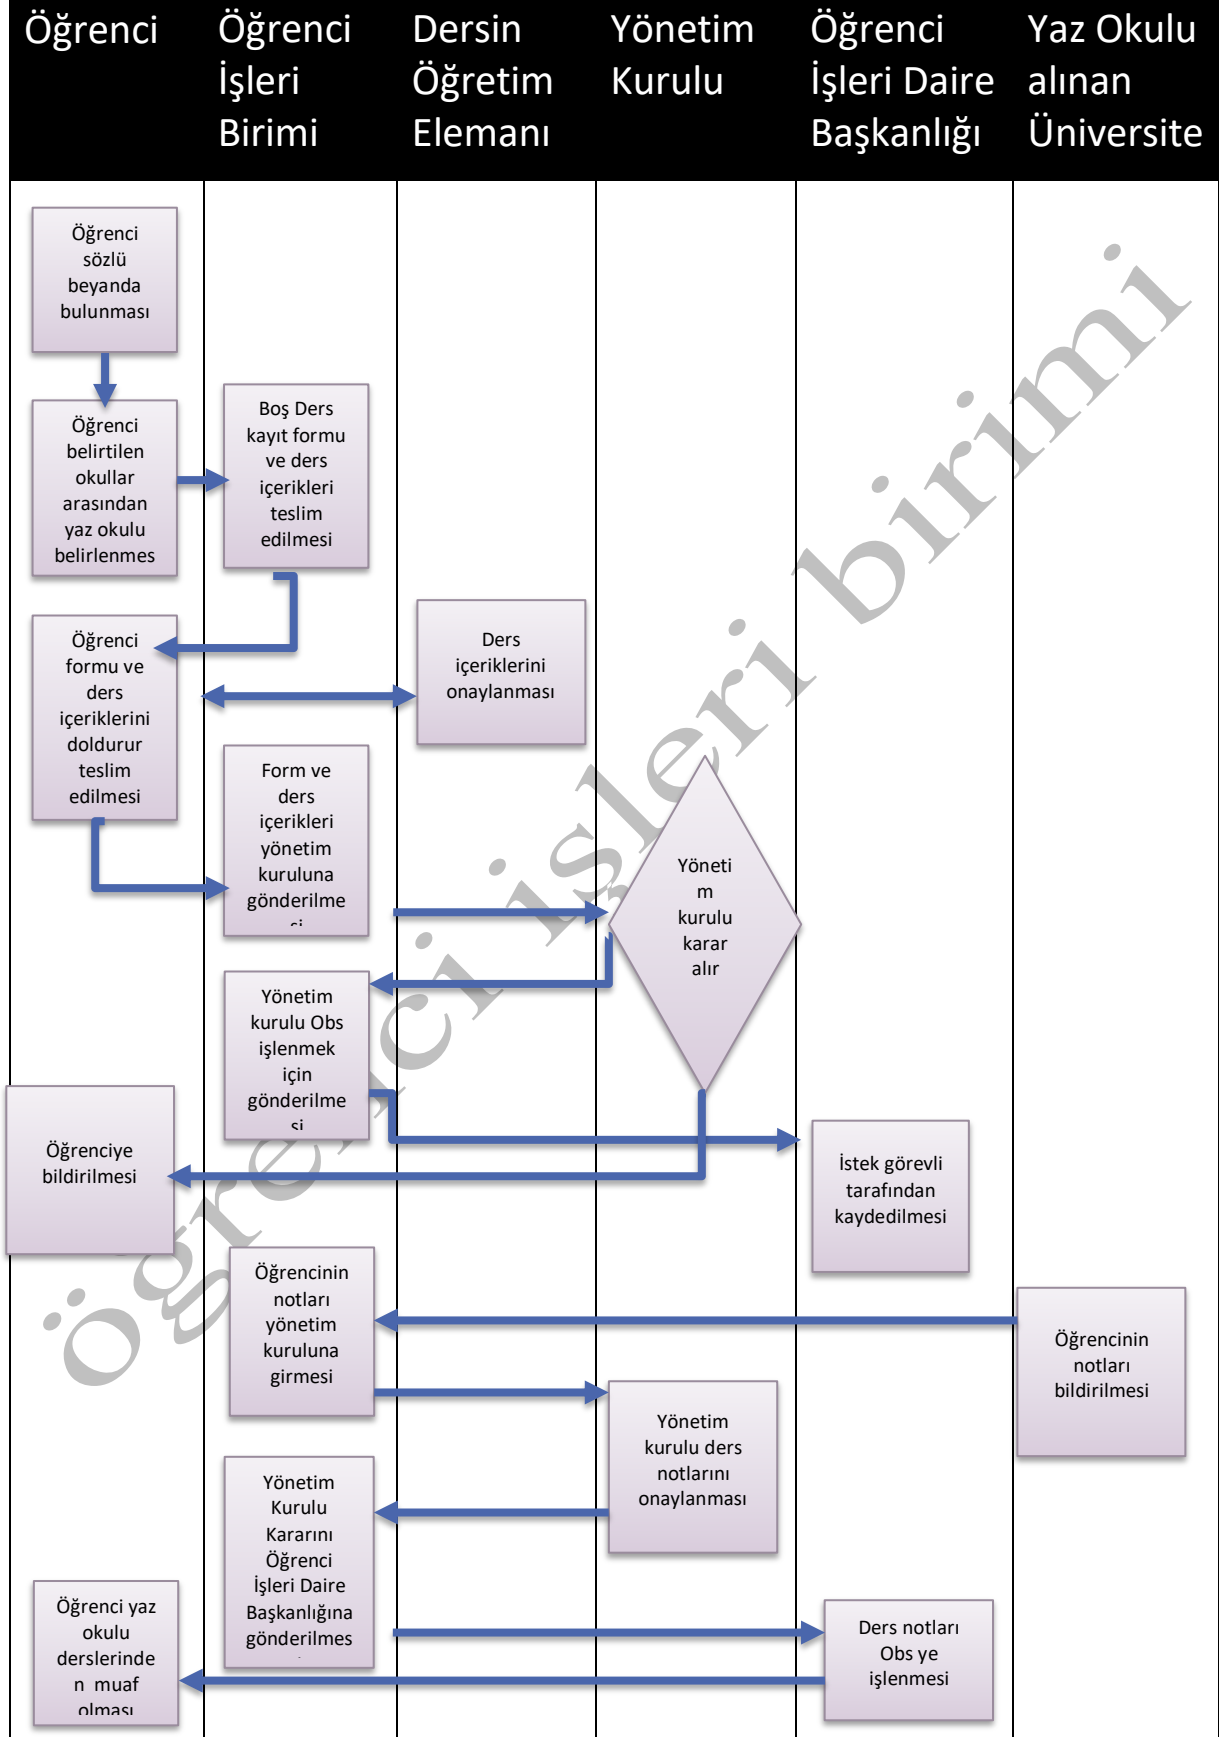 Öğrenci
Öğrenci
İşleri
Birimi
Dersin
Öğretim
Elemanı
Yönetim
Kurulu
Öğrenci
İşleri Daire
Başkanlığı
Yaz Okulu
alınan
Üniversite
Öğrenci
sözlü
beyanda
bulunması
Öğrenci
belirtilen
okullar
arasından
yaz okulu
belirlenmes
Boş Ders
kayıt formu
ve ders
içerikleri
teslim
edilmesi
Öğrenci
formu ve
ders
içeriklerini
doldurur
teslim
edilmesi
Ders
içeriklerini
onaylanması
Form ve
ders
içerikleri
yönetim
kuruluna
gönderilme
si
Yöneti
m
kurulu
karar
alır
Yönetim
kurulu Obs
işlenmek
için
gönderilme
si
Öğrenciye
bildirilmesi
İstek görevli
tarafından
kaydedilmesi
Öğrencinin
notları
yönetim
kuruluna
girmesi
Öğrencinin
notları
bildirilmesi
Yönetim
kurulu ders
notlarını
onaylanması
Yönetim
Kurulu
Kararını
Öğrenci
İşleri Daire
Başkanlığına
gönderilmes
Öğrenci yaz
okulu
derslerinde
n muaf
olması
Ders notları
Obs ye
işlenmesi
Öğrenci işleri birimi